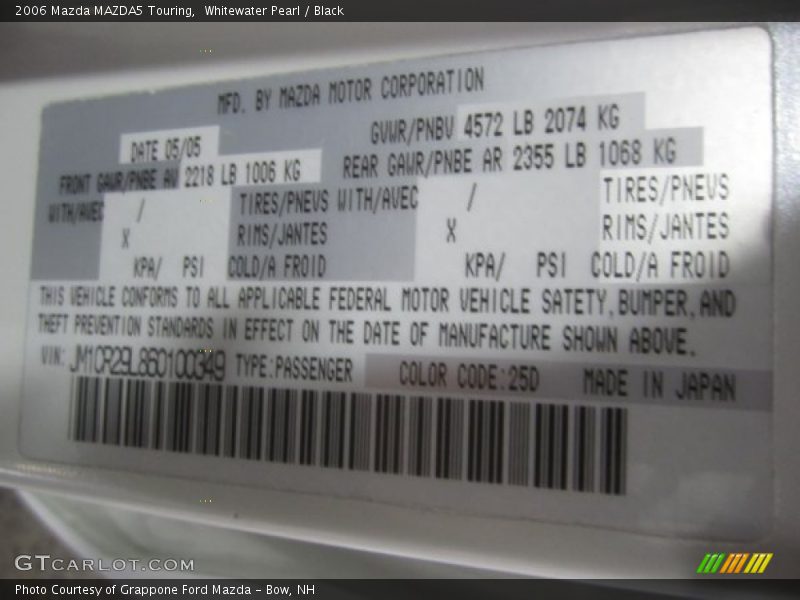 2006 Mazda MAZDA5 Touring, Whitewater Pearl / Black
MFD. BY MAZDA MOTOR CORPORATION
DATE 05/05 GVWR/PNBV 4572 LB 2074 KG
FRONT GAWR/PNBE AV 2218 LB 1006 KG REAR GAWR/PNBE AR 2355 LB 1068 KG
WITH/AVEC / TIRES/PNEUS WITH/AVEC / TIRES/PNEUS
X RIMS/JANTES X RIMS/JANTES
KPA/ PSI COLD/A FROID KPA/ PSI COLD/A FROID
THIS VEHICLE CONFORMS TO ALL APPLICABLE FEDERAL MOTOR VEHICLE SATETY, BUMPER, AND
THEFT PREVENTION STANDARDS IN EFFECT ON THE DATE OF MANUFACTURE SHOWN ABOVE.
VIN: JM1CR29L860100349 TYPE:PASSENGER COLOR CODE:25D MADE IN JAPAN
GTCARLOT.COM
Photo Courtesy of Grappone Ford Mazda - Bow, NH